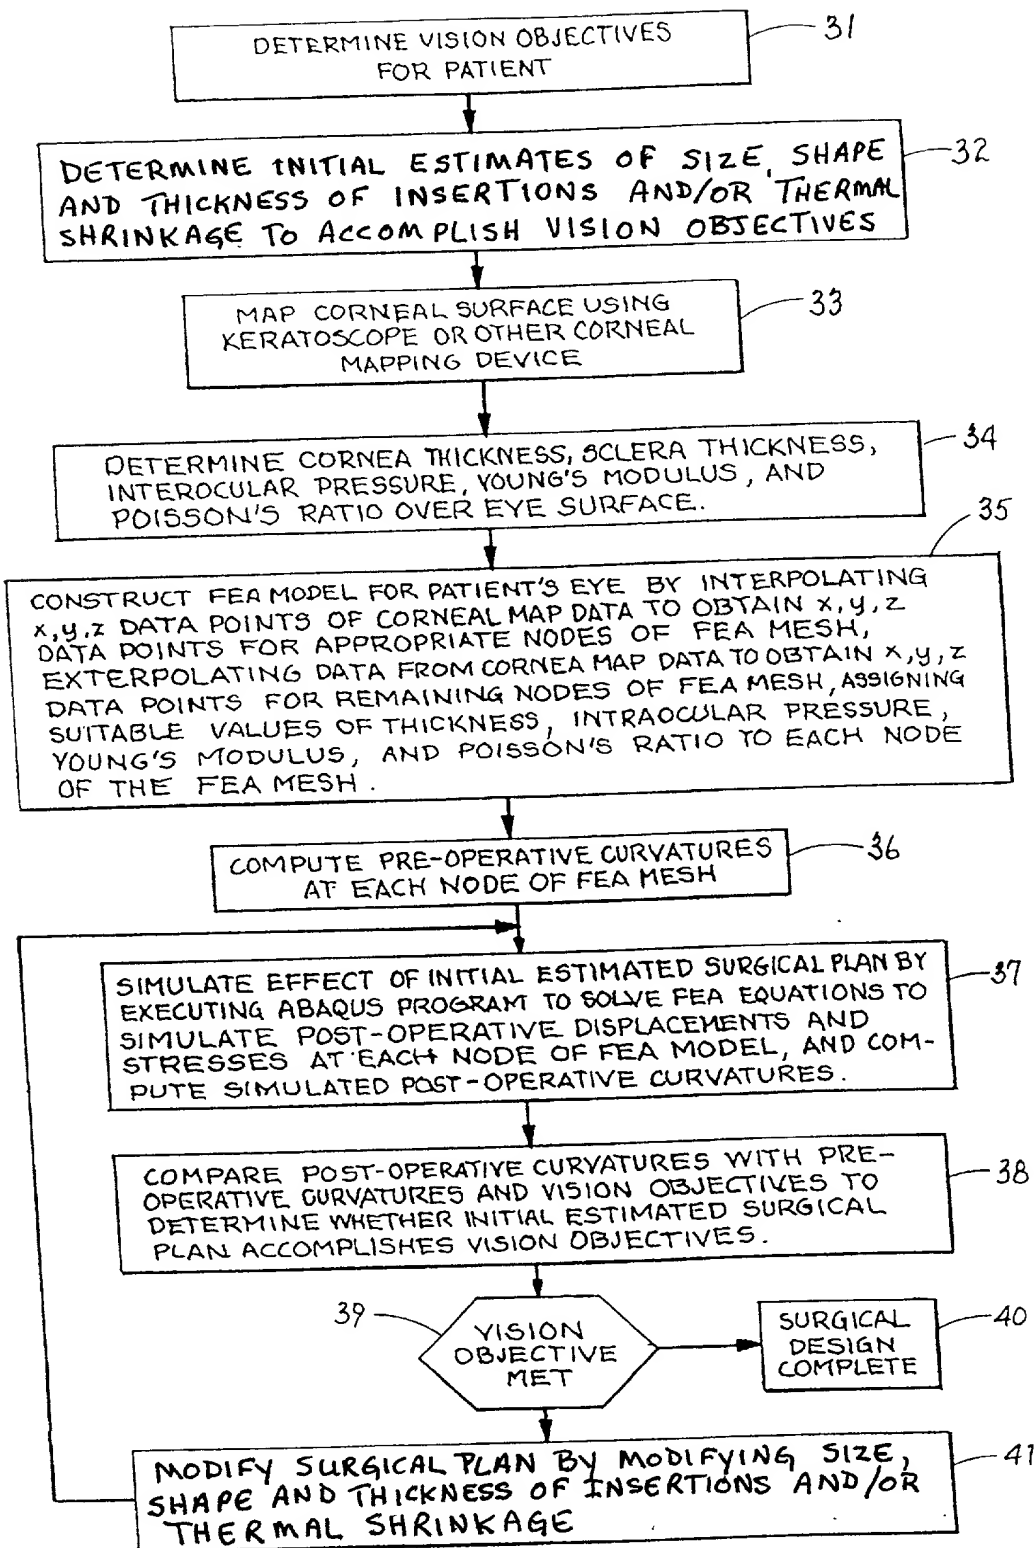 DETERMINE VISION OBJECTIVES
FOR PATIENT
31
DETERMINE INITIAL ESTIMATES OF SIZE, SHAPE
AND THICKNESS OF INSERTIONS AND/OR THERMAL
SHRINKAGE TO ACCOMPLISH VISION OBJECTIVES
32
MAP CORNEAL SURFACE USING
KERATOSCOPE OR OTHER CORNEAL
MAPPING DEVICE
33
DETERMINE CORNEA THICKNESS, SCLERA THICKNESS,
INTEROCULAR PRESSURE, YOUNG'S MODULUS, AND
POISSON'S RATIO OVER EYE SURFACE.
34
35
CONSTRUCT FEA MODEL FOR PATIENT'S EYE BY INTERPOLATING
x,y,z DATA POINTS OF CORNEAL MAP DATA TO OBTAIN x,y,z
DATA POINTS FOR APPROPRIATE NODES OF FEA MESH,
EXTERPOLATING DATA FROM CORNEA MAP DATA TO OBTAIN x,y,z
DATA POINTS FOR REMAINING NODES OF FEA MESH, ASSIGNING
SUITABLE VALUES OF THICKNESS, INTRAOCULAR PRESSURE,
YOUNG'S MODULUS, AND POISSON'S RATIO TO EACH NODE
OF THE FEA MESH.
COMPUTE PRE-OPERATIVE CURVATURES
AT EACH NODE OF FEA MESH
36
SIMULATE EFFECT OF INITIAL ESTIMATED SURGICAL PLAN BY
EXECUTING ABAQUS PROGRAM TO SOLVE FEA EQUATIONS TO
SIMULATE POST-OPERATIVE DISPLACEMENTS AND
STRESSES AT EACH NODE OF FEA MODEL, AND COM-
PUTE SIMULATED POST-OPERATIVE CURVATURES.
37
COMPARE POST-OPERATIVE CURVATURES WITH PRE-
OPERATIVE CURVATURES AND VISION OBJECTIVES TO
DETERMINE WHETHER INITIAL ESTIMATED SURGICAL
PLAN ACCOMPLISHES VISION OBJECTIVES.
38
39
VISION
OBJECTIVE
MET
SURGICAL
DESIGN
COMPLETE
40
MODIFY SURGICAL PLAN BY MODIFYING SIZE,
SHAPE AND THICKNESS OF INSERTIONS AND/OR
THERMAL SHRINKAGE
41